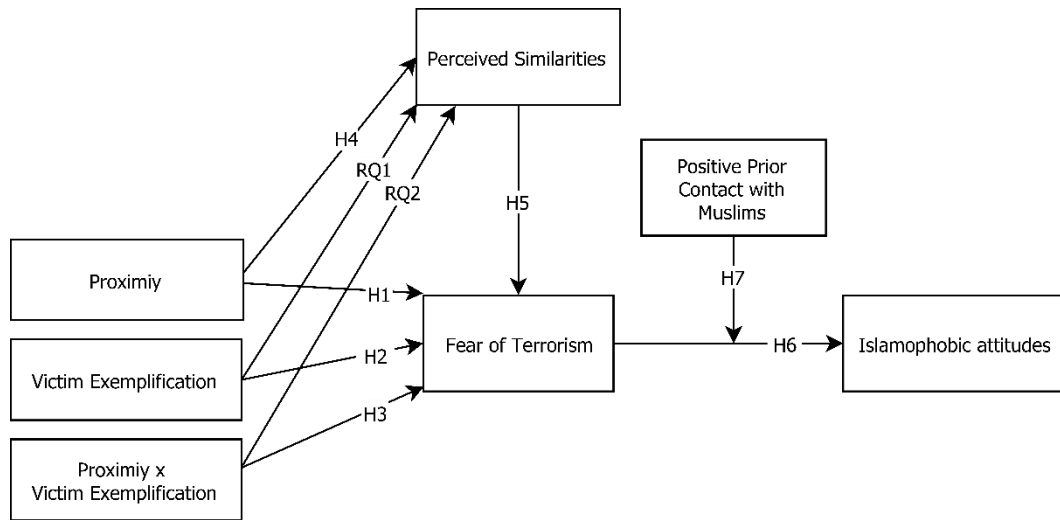 Perceived Similarities
H4
RQ1
RQ2
H5
Positive Prior
Contact with
Muslims
H7
Proximiy
H1
Fear of Terrorism
H6
Islamophobic attitudes
Victim Exemplification
H2
H3
Proximiy x
Victim Exemplification